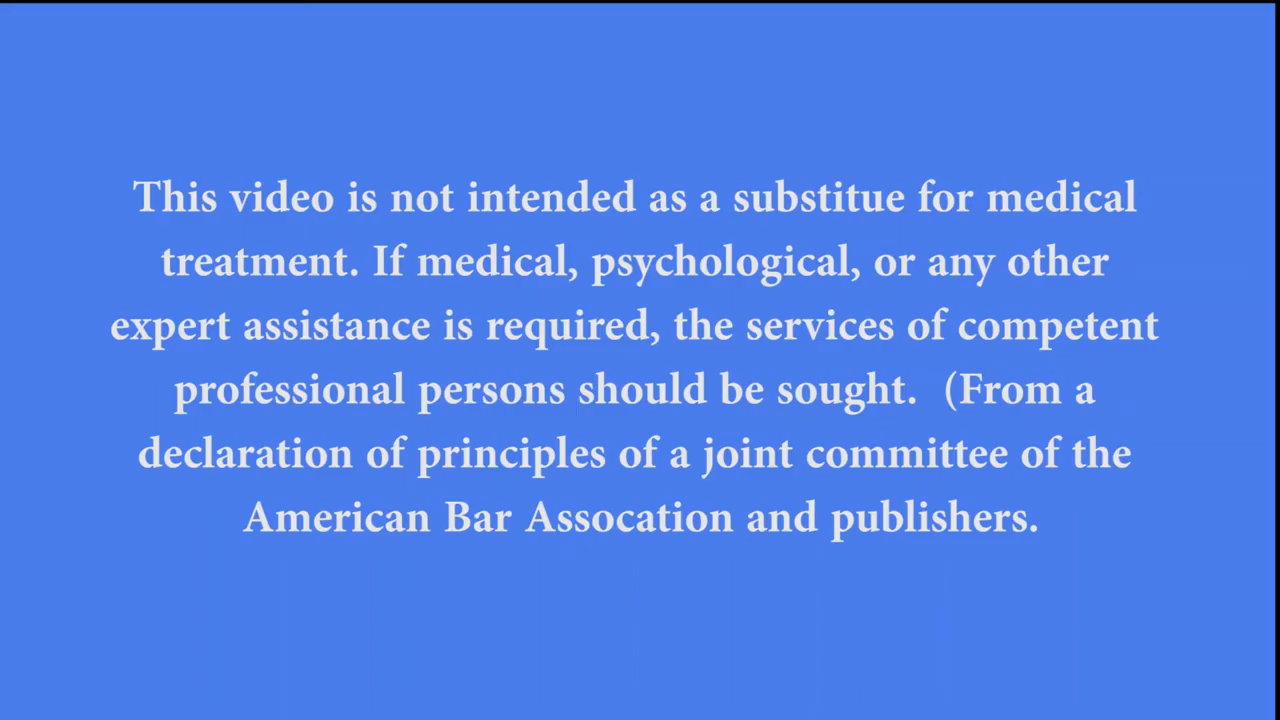 This video is not intended as a substitue for medical
treatment. If medical, psychological, or any other
expert assistance is required, the services of competent
professional persons should be sought.  (From a
declaration of principles of a joint committee of the
American Bar Assocation and publishers.